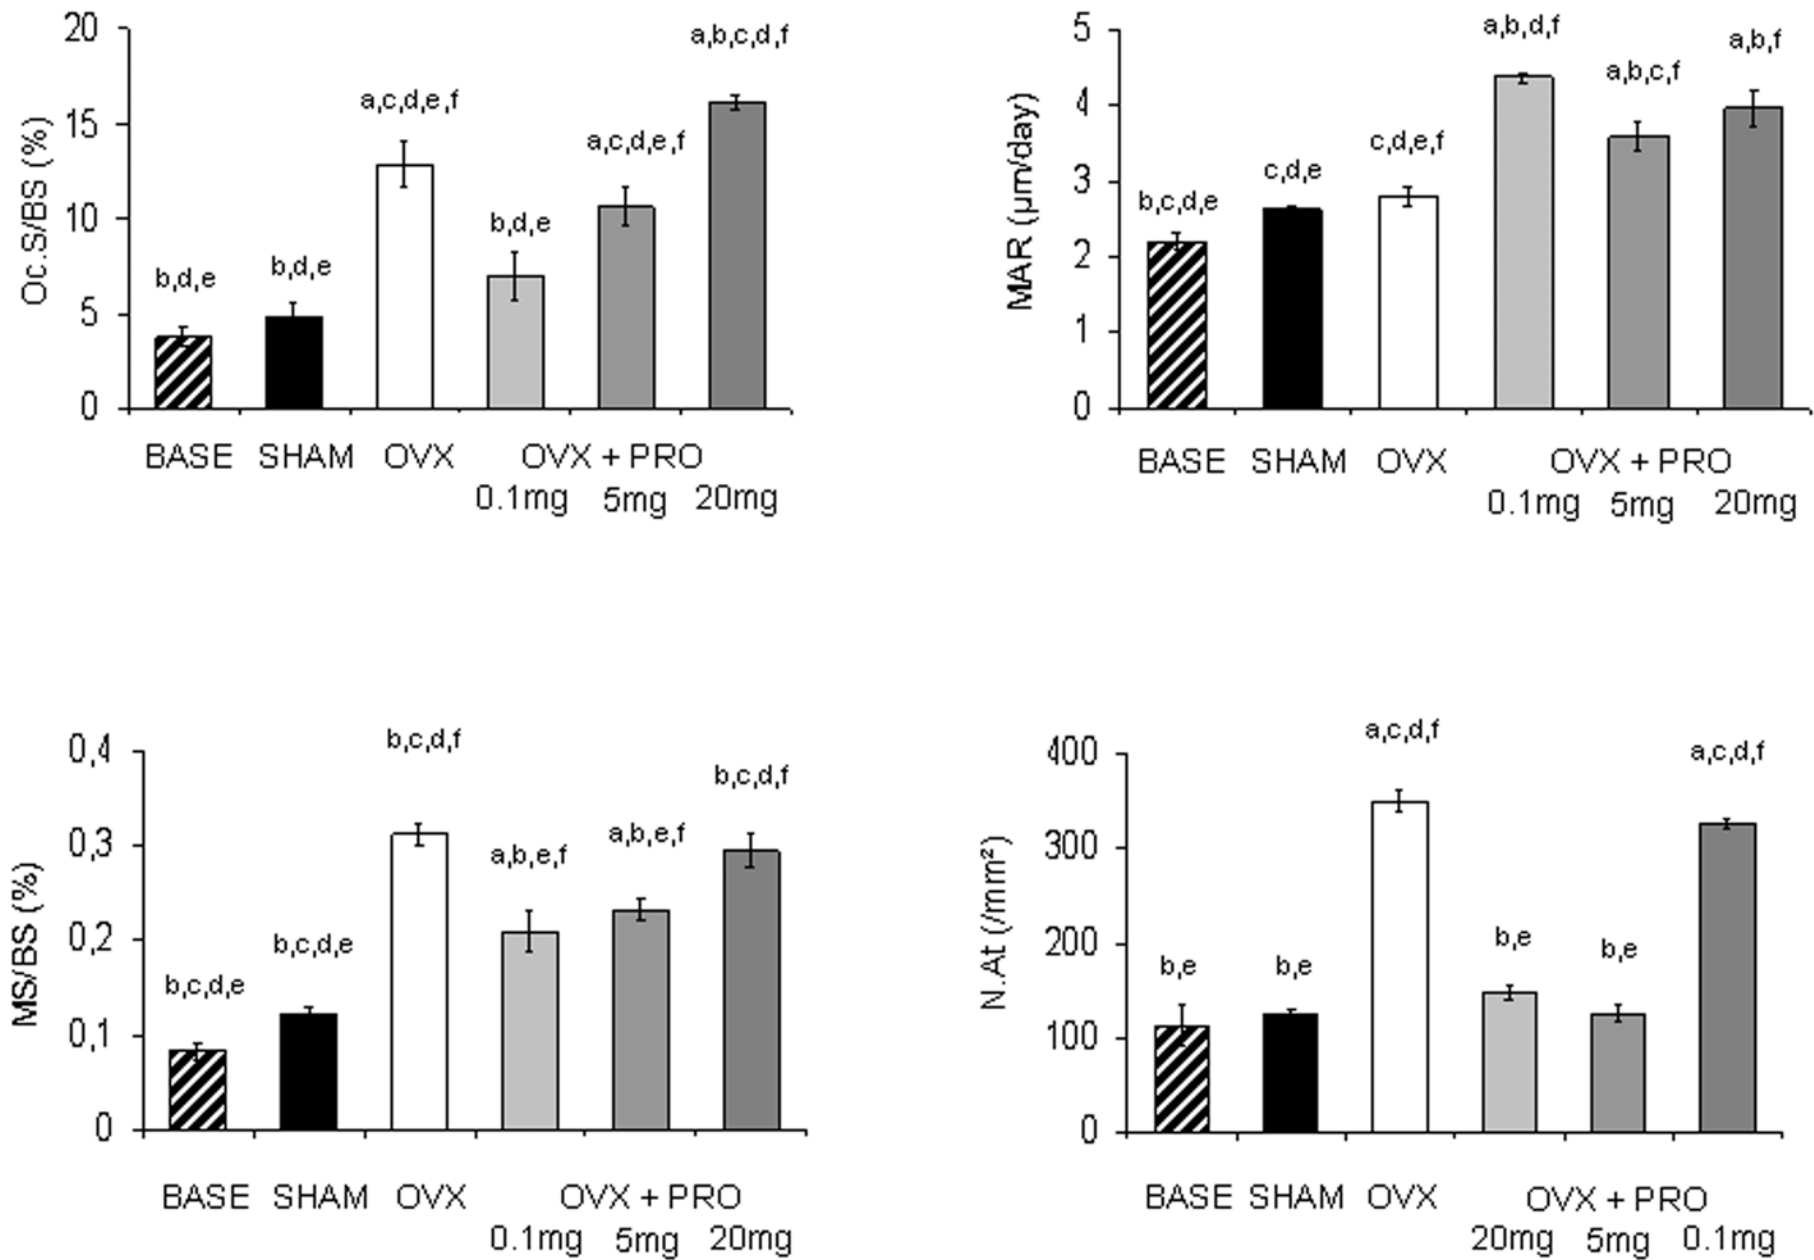 20
15
10
5
0
Oc.S/BS (%)
b,d,e
b,d,e
a,c,d,e,f
b,d,e
a,c,d,e,f
a,b,c,d,f
BASE SHAM OVX OVX + PRO
0.1mg 5mg 20mg
5
4
3
2
1
0
MAR (µm/day)
b,c,d,e
c,d,e
c,d,e,f
a,b,d,f
a,b,c,f
a,b,f
BASE SHAM OVX OVX + PRO
0.1mg 5mg 20mg
0,4
0,3
0,2
0,1
0
MS/BS (%)
b,c,d,e
b,c,d,e
b,c,d,f
a,b,e,f
a,b,e,f
b,c,d,f
BASE SHAM OVX OVX + PRO
0.1mg 5mg 20mg
400
300
200
100
0
N.At (/mm²)
b,e
b,e
a,c,d,f
b,e
b,e
a,c,d,f
BASE SHAM OVX OVX + PRO
20mg 5mg 0.1mg